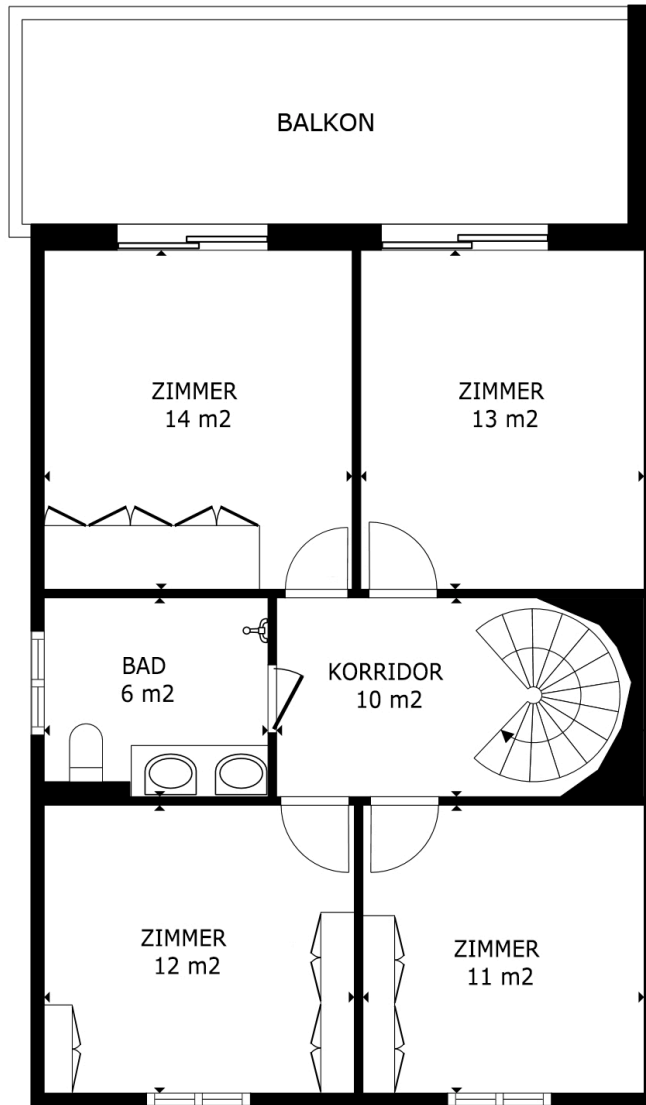 BALKON
ZIMMER
14 m2
ZIMMER
13 m2
BAD
6 m2
KORRIDOR
10 m2
ZIMMER
12 m2
ZIMMER
11 m2